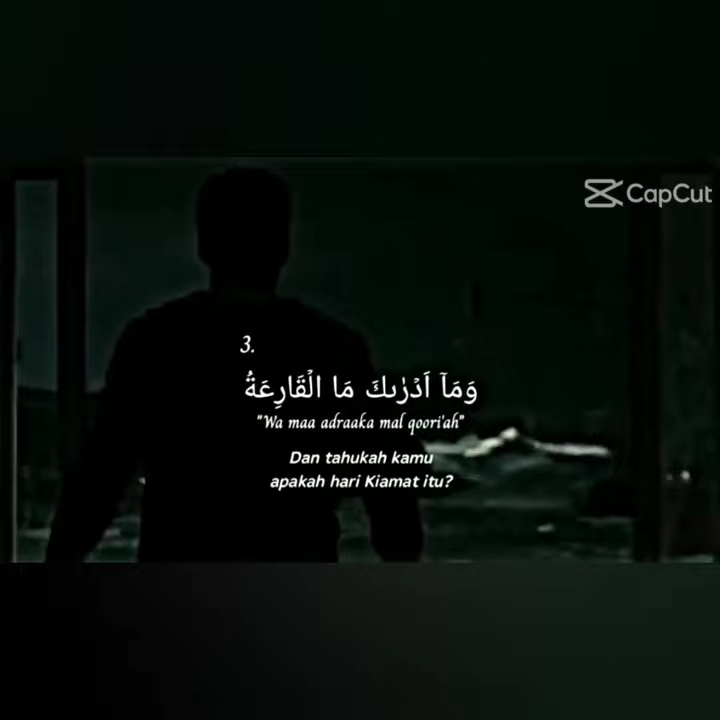 CapCut
3.
وَمَآ اَدْرٰىكَ مَا الْقَارِعَةُ
"Wa maa adraaka mal qoori'ah"
Dan tahukah kamu
apakah hari Kiamat itu?